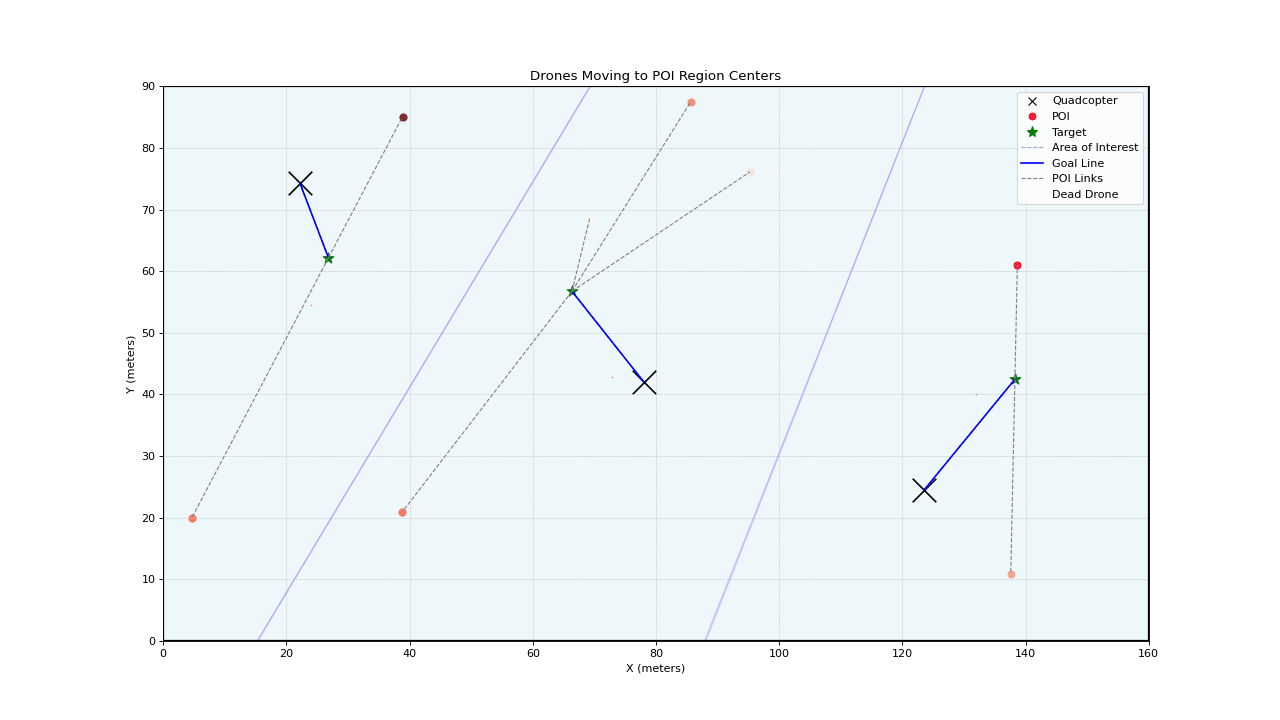 Drones Moving to POI Region Centers
90
80
70
60
50
40
30
20
10
0
Y (meters)
0 20 40 60 80 100 120 140 160
X (meters)
Quadcopter
POI
Target
Area of Interest
Goal Line
POI Links
Dead Drone